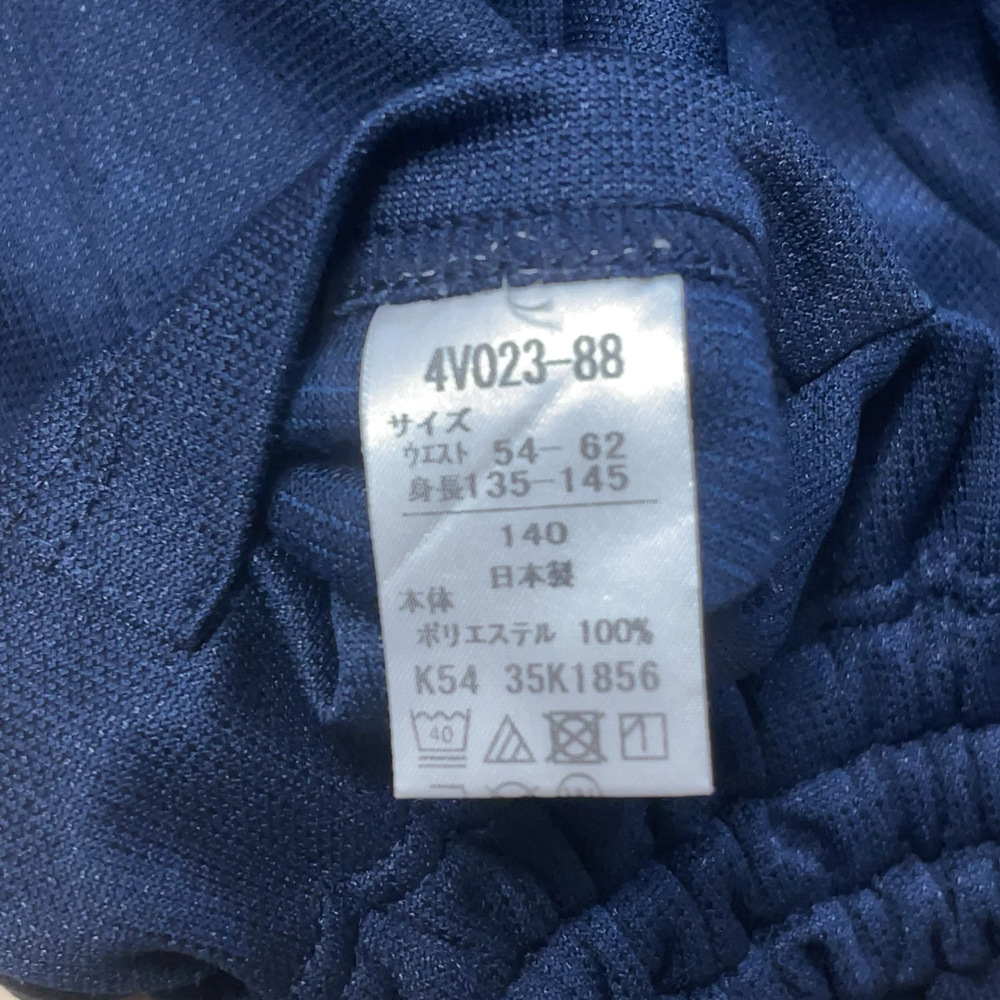 4V023-88
サイズ
ウエスト 54-62
身長135-145
140
日本製
本体
ポリエステル 100%
K54 35K1856
40